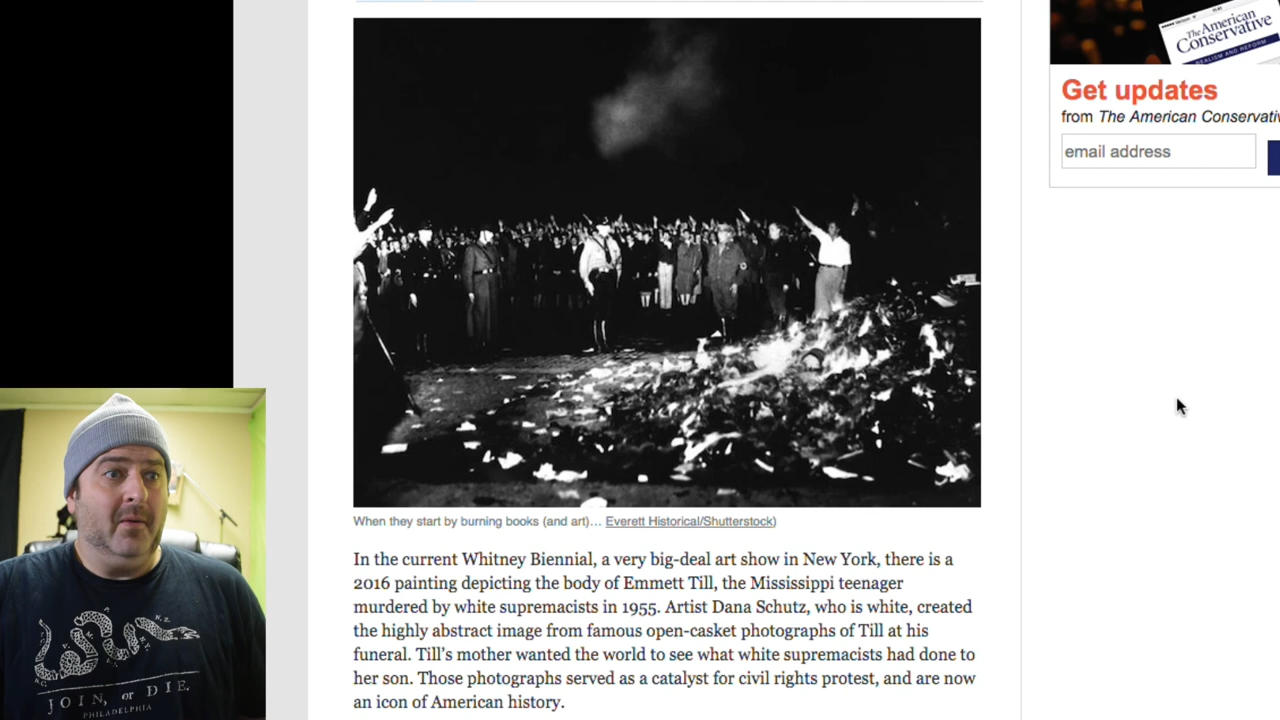 The American
Conservative
REALISM AND REFORM
Get updates
from The American Conservati
email address
When they start by burning books (and art)… Everett Historical/Shutterstock)
In the current Whitney Biennial, a very big-deal art show in New York, there is a
2016 painting depicting the body of Emmett Till, the Mississippi teenager
murdered by white supremacists in 1955. Artist Dana Schutz, who is white, created
the highly abstract image from famous open-casket photographs of Till at his
funeral. Till’s mother wanted the world to see what white supremacists had done to
her son. Those photographs served as a catalyst for civil rights protest, and are now
an icon of American history.
JOIN, or DIE.
PHILADELPHIA